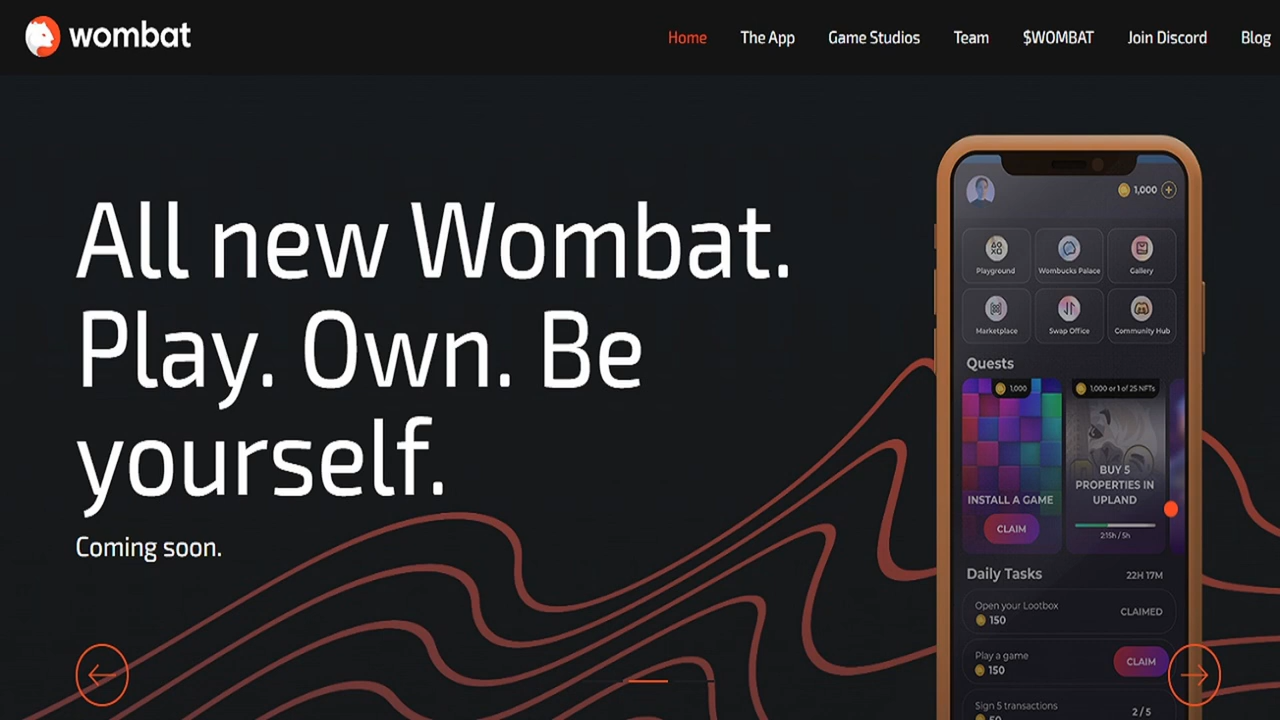 wombat
Home The App Game Studios Team $WOMBAT Join Discord Blog
All new Wombat.
Play. Own. Be
yourself.
Coming soon.
1,000
Playground Wombucks Palace Gallery
Marketplace Swap Office Community Hub
Quests
1,000
1,000 or 1 of 25 NFTs
INSTALL A GAME
CLAIM
BUY 5
PROPERTIES IN
UPLAND
2:15h / 5h
Daily Tasks 22H 17M
Open your Lootbox
150
CLAIMED
Play a game
150
CLAIM
Sign 5 transactions
50
2 / 5